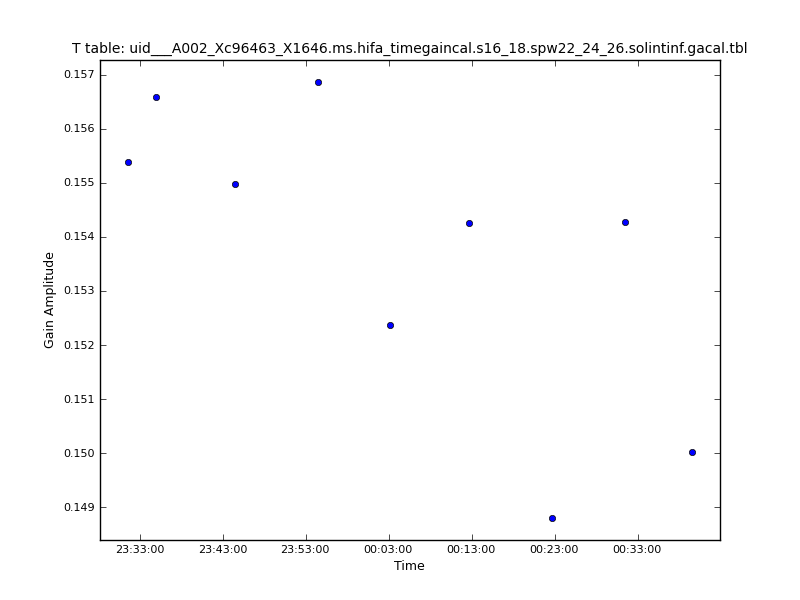 T table: uid___A002_Xc96463_X1646.ms.hifa_timegaincal.s16_18.spw22_24_26.solintinf.gacal.tbl
0.157
0.156
0.155
0.154
0.153
0.152
0.151
0.150
0.149
Gain Amplitude
23:33:00 23:43:00 23:53:00 00:03:00 00:13:00 00:23:00 00:33:00
Time